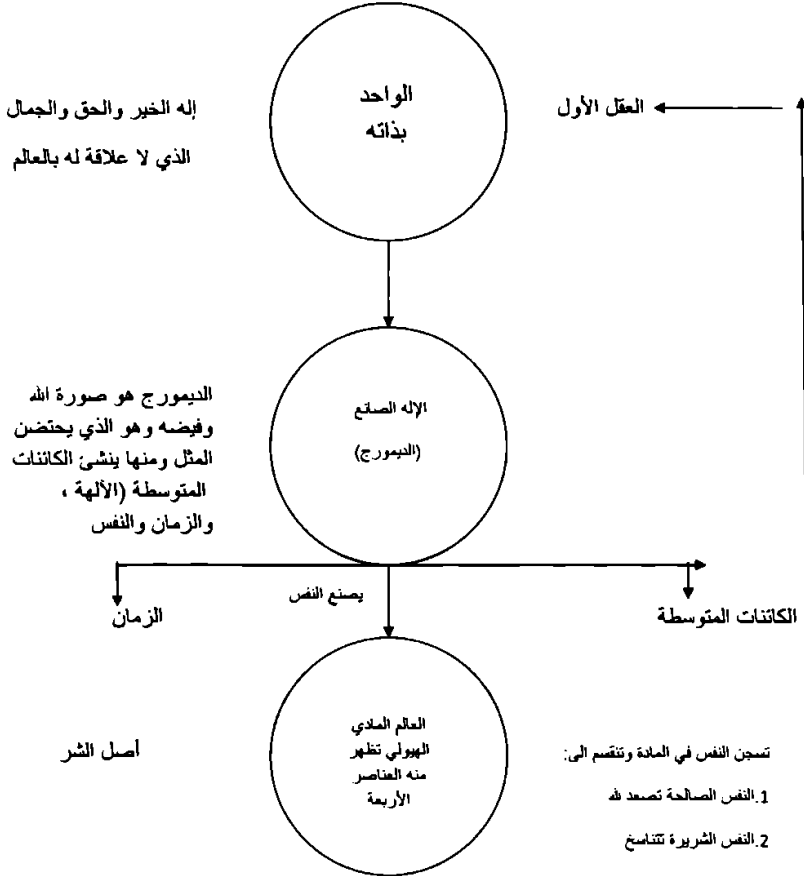 الواحد
بذاته
العقل الأول
إله الخير والحق والجمال
الذي لا علاقة له بالعالم
الإله الصانع
(الديمورج)
الديمورج هو صورة الله
وفيضه وهو الذي يحتضن
المثل ومنها ينشئ الكائنات
المتوسطة (الألهة ،
والزمان والنفس
يصنع النفس
الكائنات المتوسطة
الزمان
العالم المادي
الهيولي تظهر
منه العناصر
الأربعة
تسجن النفس في المادة وتنقسم الى:
1.النفس الصالحة تصعد لله
2.النفس الشريرة تتناسخ
أصل الشر